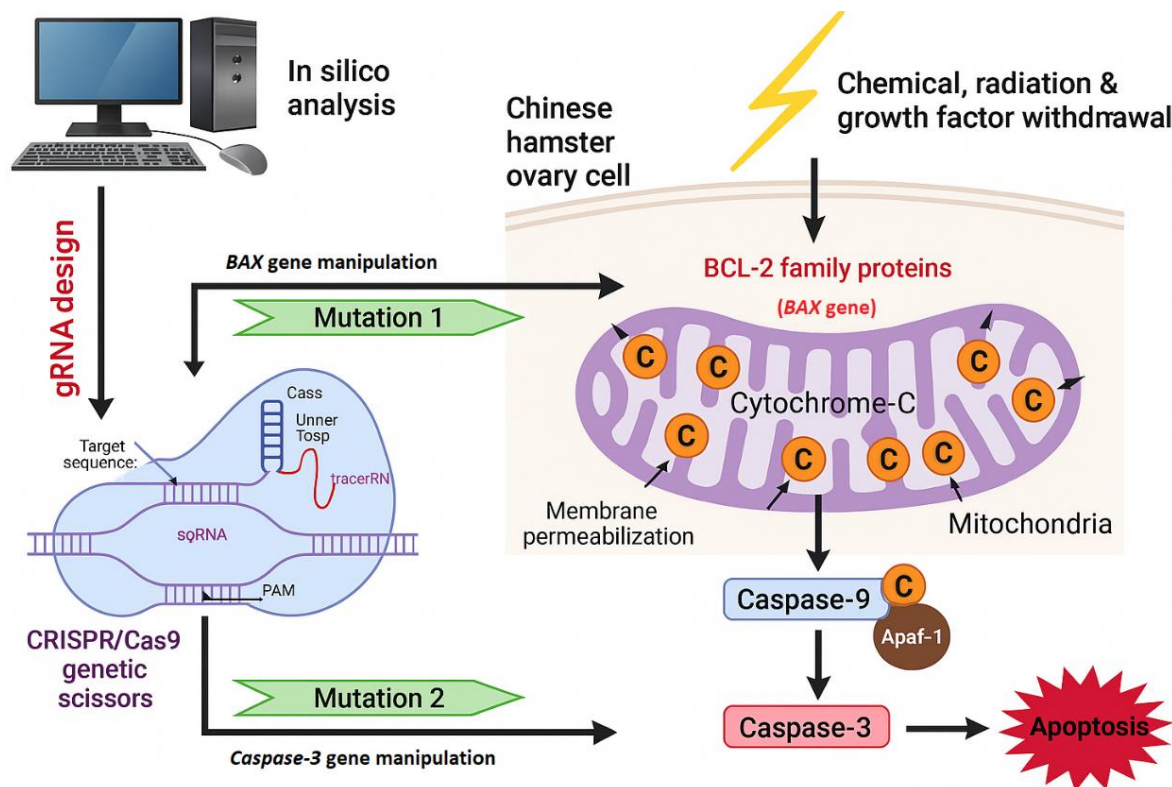 In silico
analysis
gRNA design
Chinese
hamster
ovary cell
Chemical, radiation &
growth factor withdrawal
BAX gene manipulation
Mutation 1
BCL-2 family proteins
(BAX gene)
C
C
C
C
C
C
C
C
Cytochrome-C
Membrane
permeabilization
Mitochondria
Cass
Unner
Tosp
Target
sequence:
tracerRN
sgRNA
PAM
CRISPR/Cas9
genetic
scissors
Mutation 2
Caspase-3 gene manipulation
Caspase-9
C
Apaf-1
Caspase-3
Apoptosis